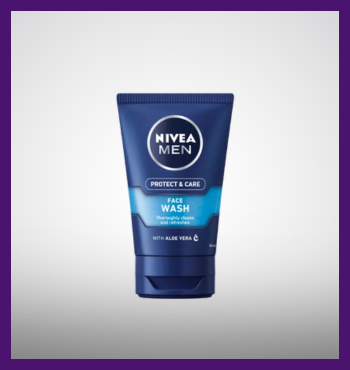 NIVEA
MEN
PROTECT & CARE
FACE
WASH
Thoroughly cleans
and refreshes
WITH ALOE VERA